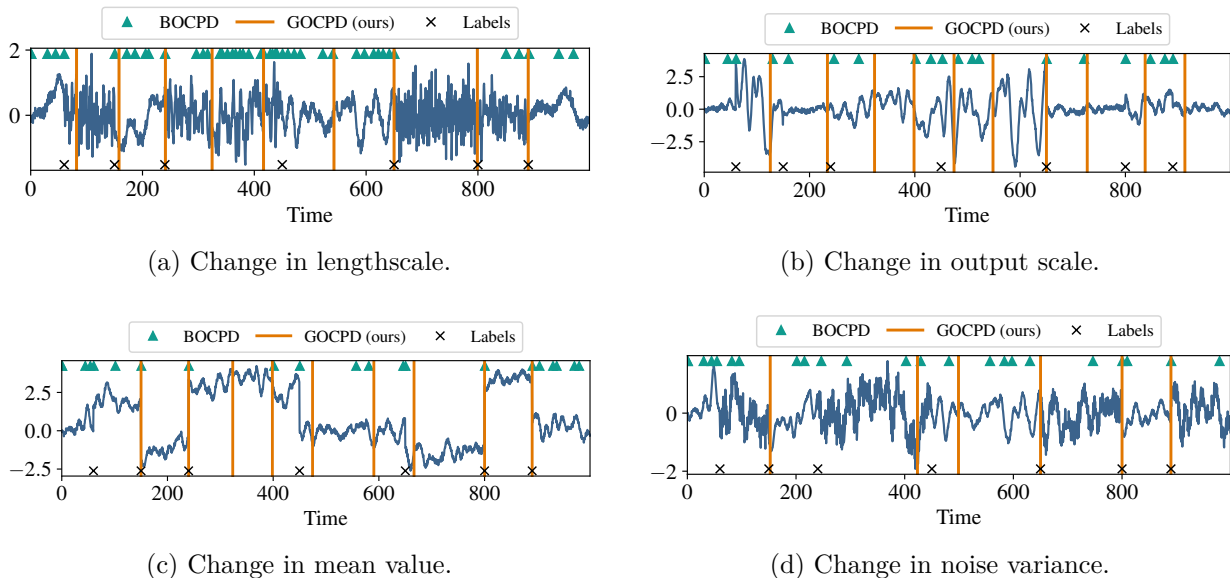 BOCPD GOCPD (ours) Labels
2
0
0 200 400 600 800
Time
(a) Change in lengthscale.
BOCPD GOCPD (ours) Labels
2.5
0.0
−2.5
0 200 400 600 800
Time
(b) Change in output scale.
BOCPD GOCPD (ours) Labels
2.5
0.0
−2.5
0 200 400 600 800
Time
(c) Change in mean value.
BOCPD GOCPD (ours) Labels
0
−2
0 200 400 600 800
Time
(d) Change in noise variance.